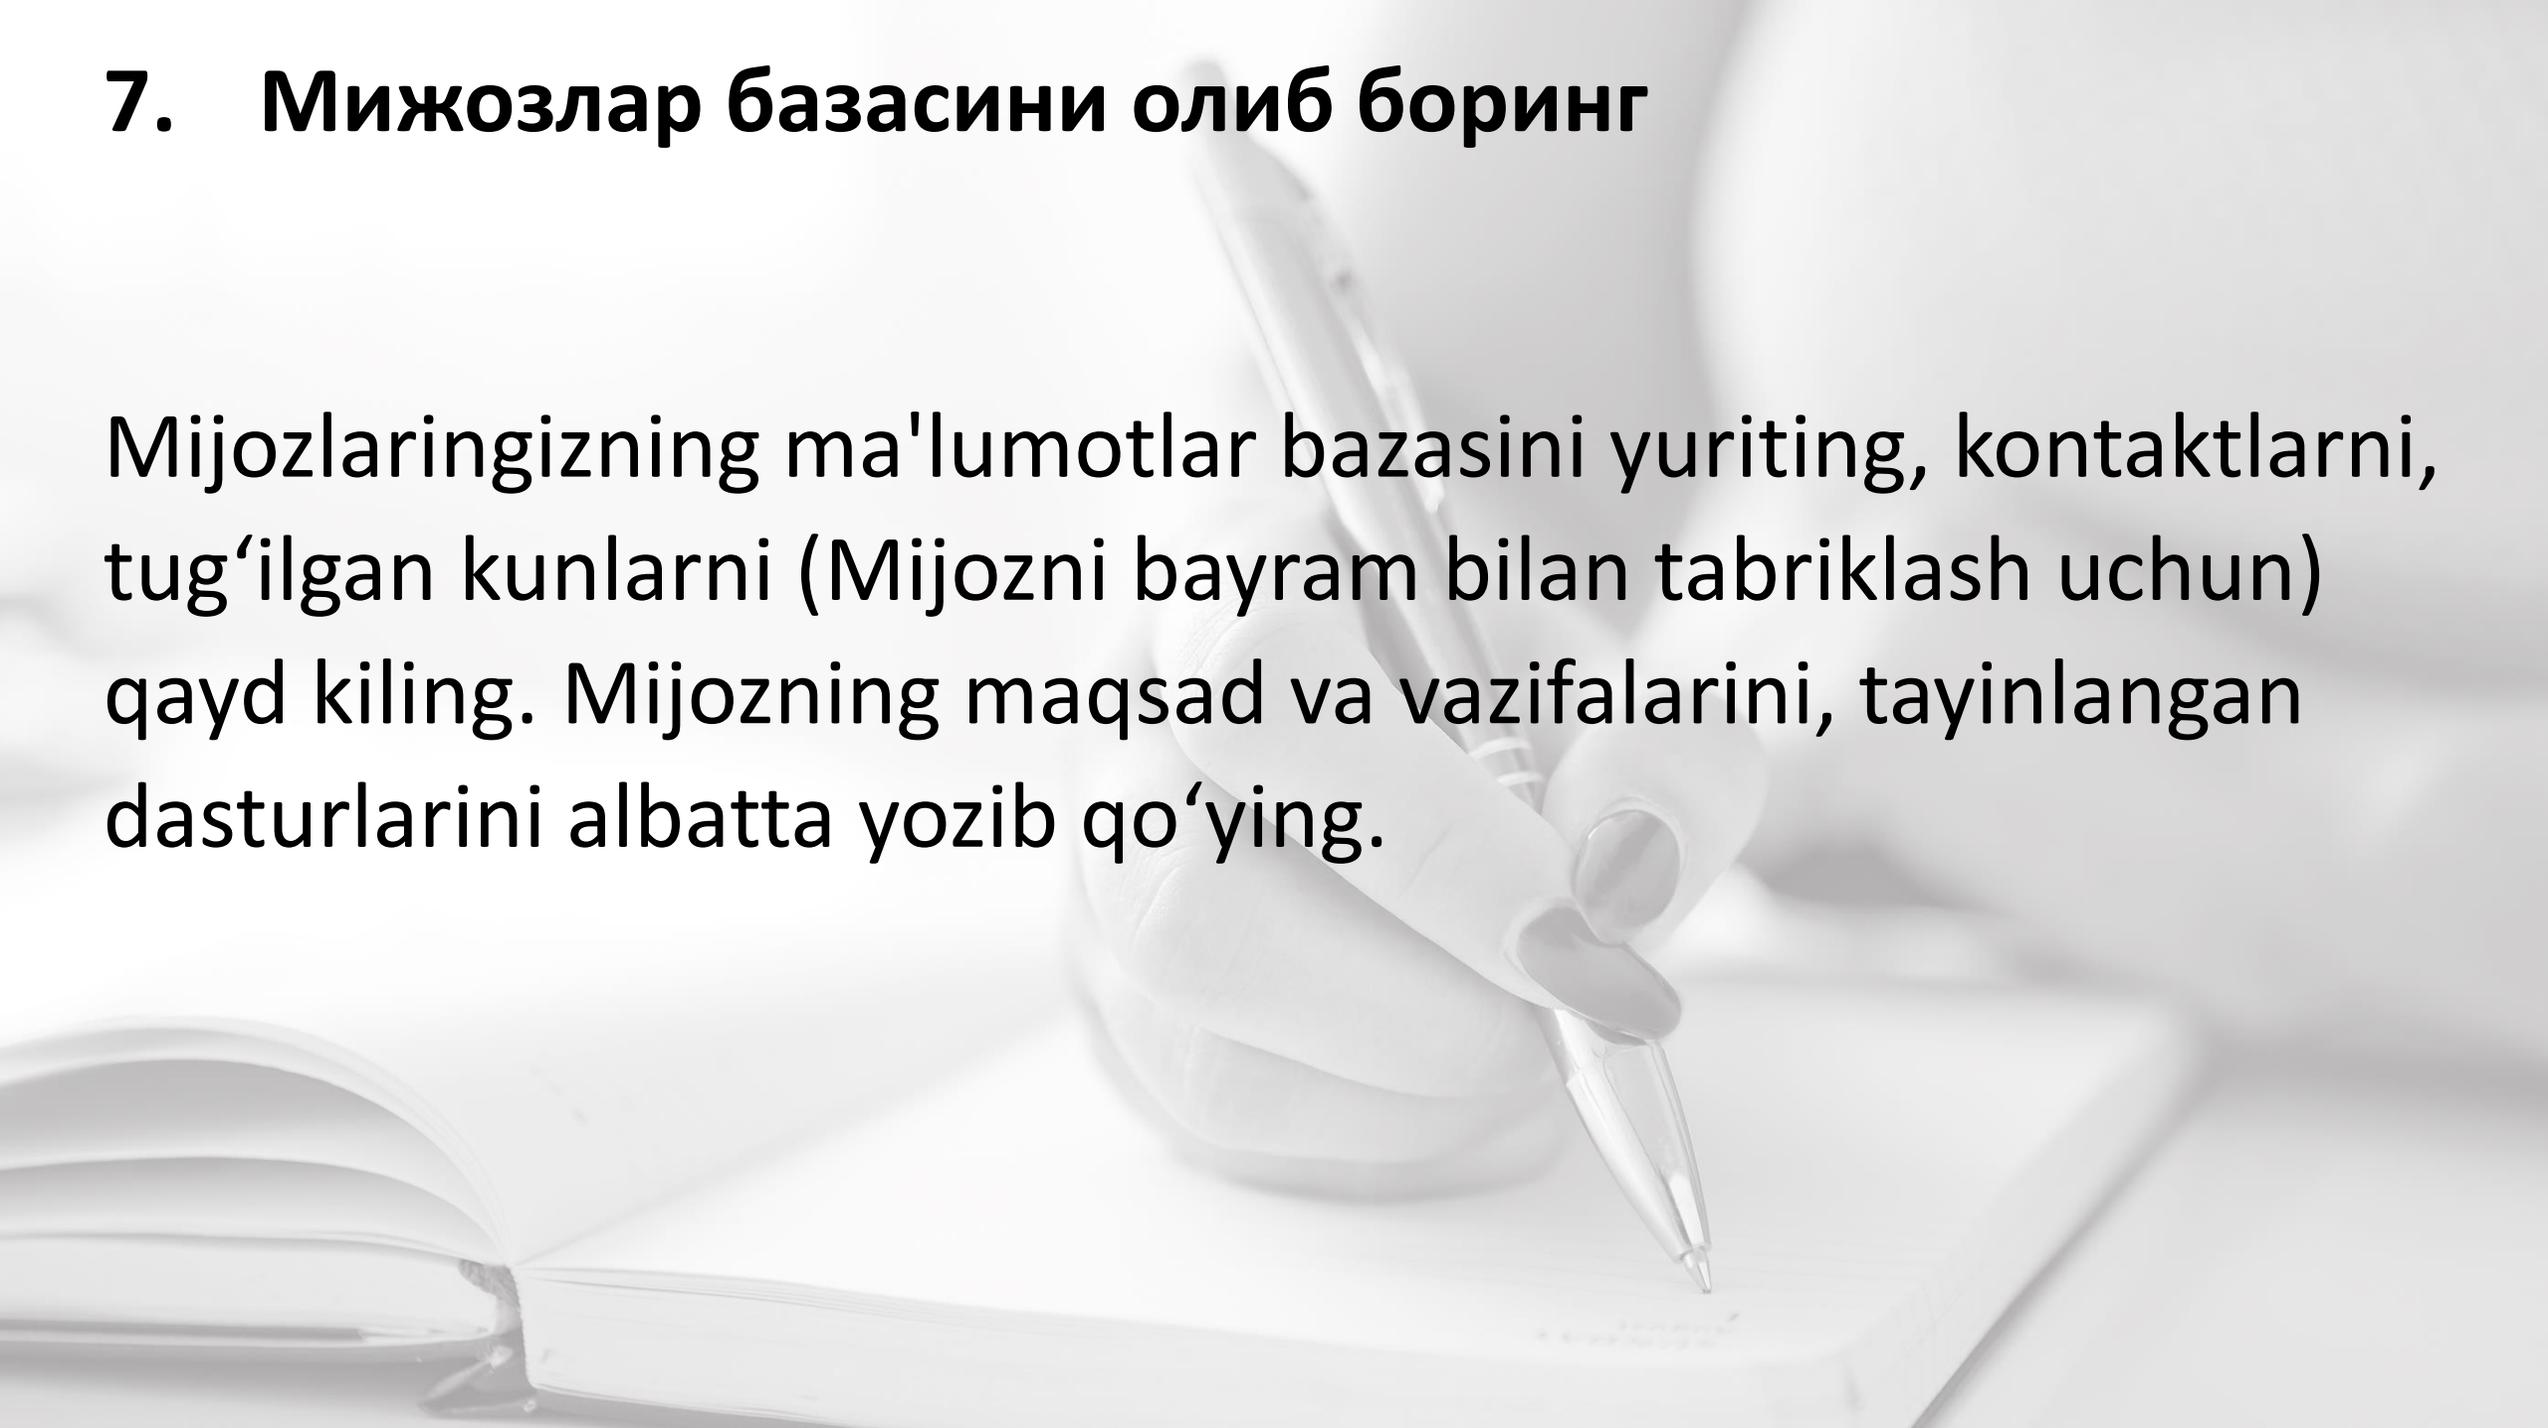 7. Мижозлар базасини олиб боринг
Mijozlaringizning ma'lumotlar bazasini yuriting, kontaktlarni,
tug‘ilgan kunlarni (Mijozni bayram bilan tabriklash uchun)
qayd kiling. Mijozning maqsad va vazifalarini, tayinlangan
dasturlarini albatta yozib qo‘ying.